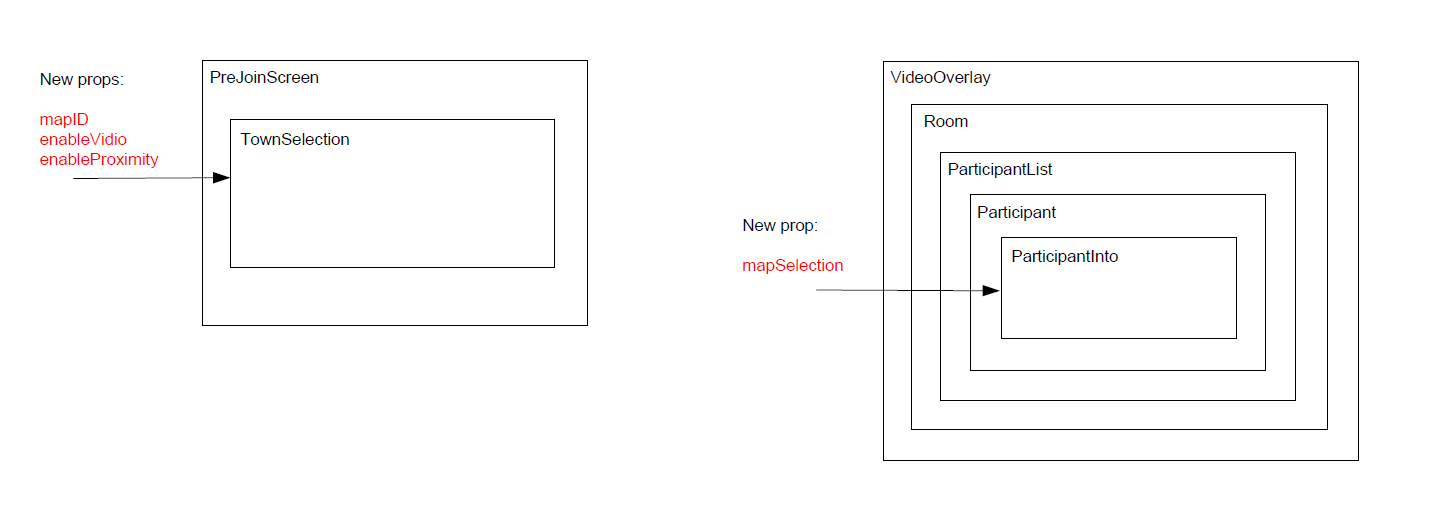 New props:
mapID
enableVidio
enableProximity
PreJoinScreen
TownSelection
New prop:
mapSelection
VideoOverlay
Room
ParticipantList
Participant
ParticipantInto